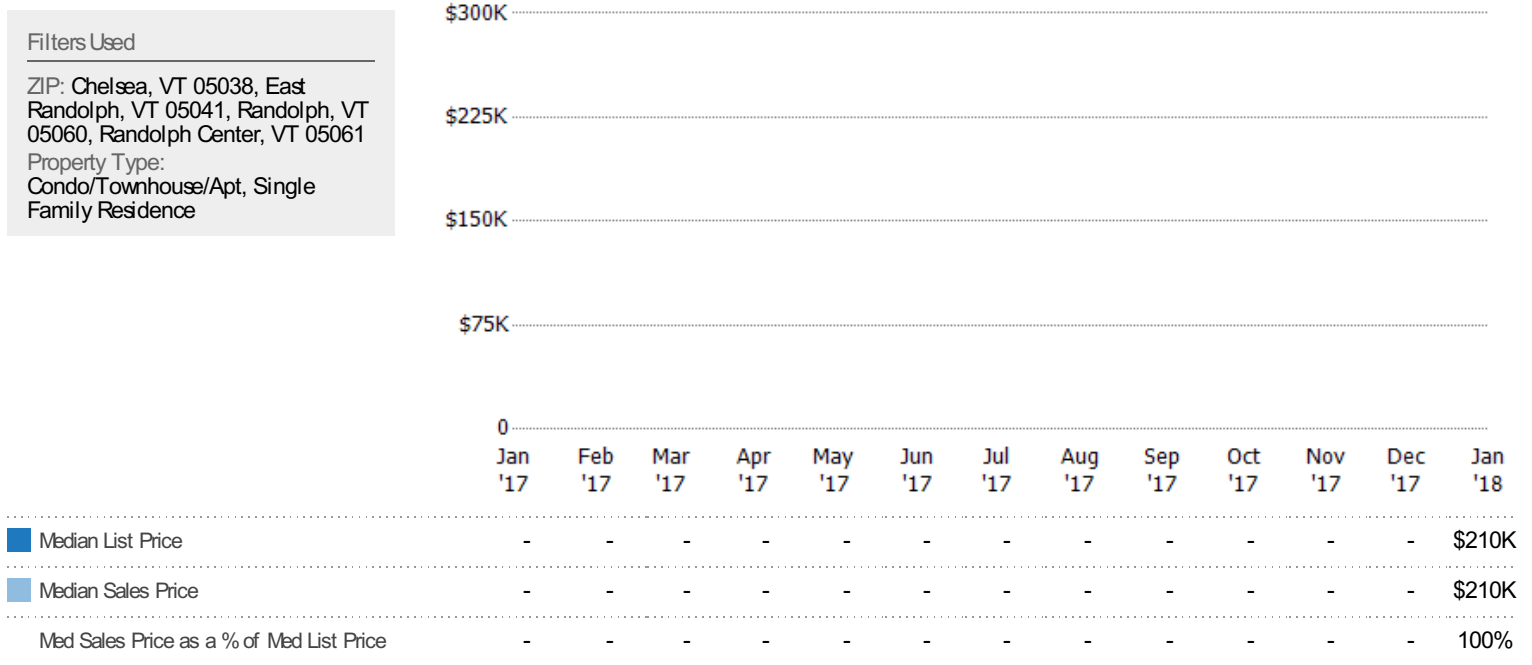 Filters Used
ZIP: Chelsea, VT 05038, East
Randolph, VT 05041, Randolph, VT
05060, Randolph Center, VT 05061
Property Type:
Condo/Townhouse/Apt, Single
Family Residence
$300K
$225K
$150K
$75K
0
Jan Feb Mar Apr May Jun Jul Aug Sep Oct Nov Dec Jan
'17 '17 '17 '17 '17 '17 '17 '17 '17 '17 '17 '17 '18
Median List Price - - - - - - - - - - - - $210K
Median Sales Price - - - - - - - - - - - - $210K
Med Sales Price as a % of Med List Price - - - - - - - - - - - - 100%